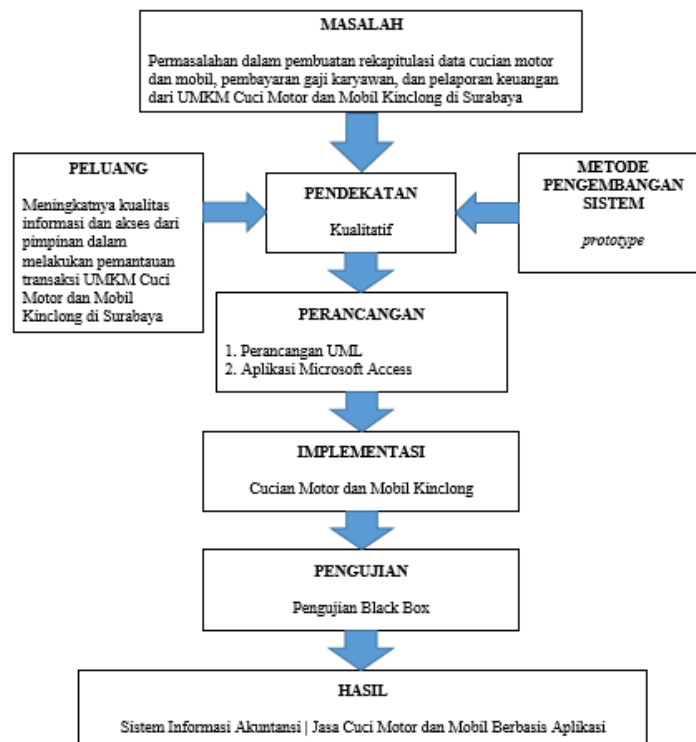 MASALAH
Permasalahan dalam pembuatan rekapitulasi data cucian motor
dan mobil, pembayaran gaji karyawan, dan pelaporan keuangan
dari UMKM Cuci Motor dan Mobil Kinclong di Surabaya
PELUANG
Meningkatnya kualitas
informasi dan akses dari
pimpinan dalam
melakukan pemantauan
transaksi UMKM Cuci
Motor dan Mobil
Kinclong di Surabaya
PENDEKATAN
Kualitatif
METODE
PENGEMBANGAN
SISTEM
prototype
PERANCANGAN
1. Perancangan UML
2. Aplikasi Microsoft Access
IMPLEMENTASI
Cucian Motor dan Mobil Kinclong
PENGUJIAN
Pengujian Black Box
HASIL
Sistem Informasi Akuntansi | Jasa Cuci Motor dan Mobil Berbasis Aplikasi